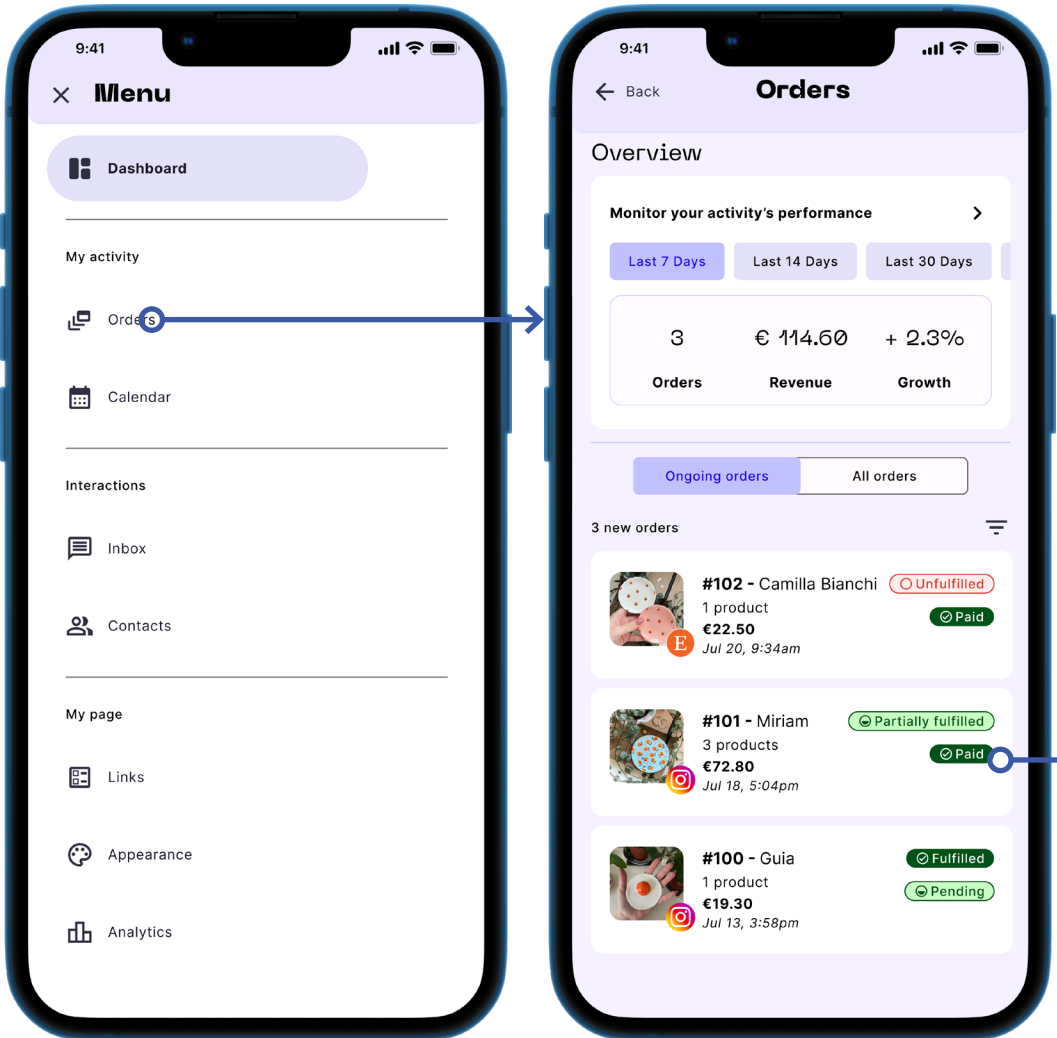 9:41
Menu
Dashboard
My activity
Orders
Calendar
Interactions
Inbox
Contacts
My page
Links
Appearance
Analytics
9:41
Back
Orders
Overview
Monitor your activity's performance
Last 7 Days
Last 14 Days
Last 30 Days
3
€ 114.60
+ 2.3%
Orders
Revenue
Growth
Ongoing orders
All orders
3 new orders
#102 - Camilla Bianchi
Unfulfilled
1 product
Paid
€22.50
E
Jul 20, 9:34am
#101 - Miriam
Partially fulfilled
3 products
Paid
€72.80
Jul 18, 5:04pm
#100 - Guia
Fulfilled
1 product
Pending
€19.30
Jul 13, 3:58pm